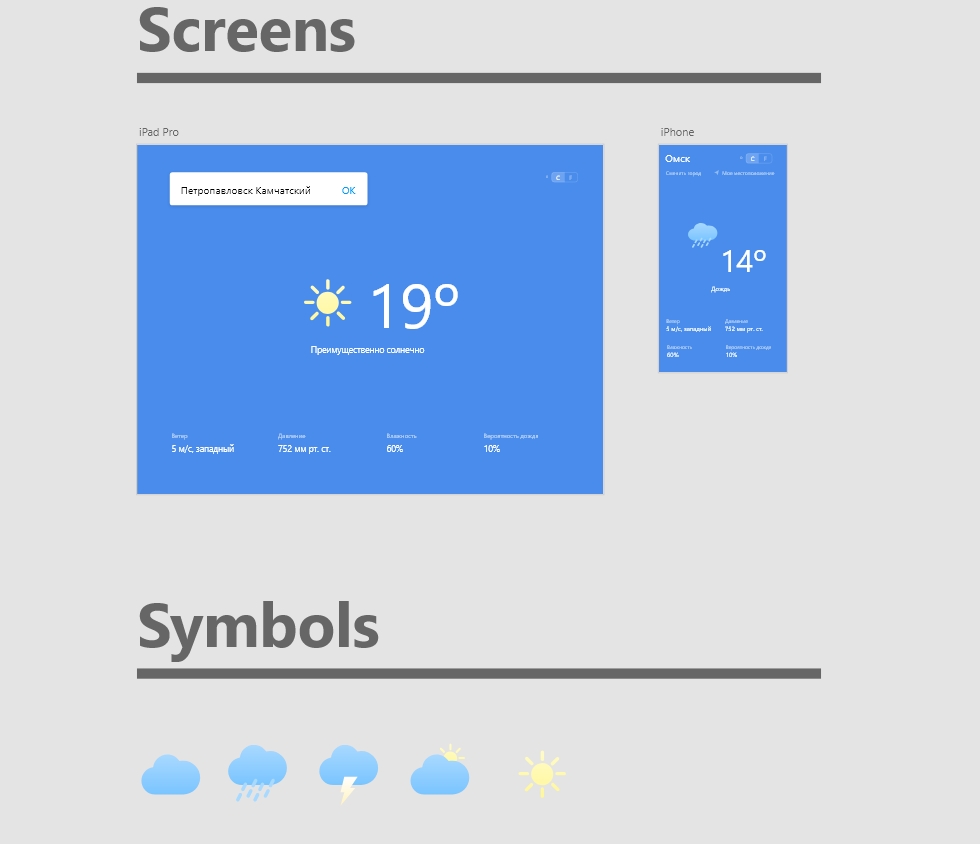 Screens
iPad Pro
Петропавловск Камчатский ОК
° C F
19°
Преимущественно солнечно
Ветер
5 м/с, западный
Давление
752 мм рт. ст.
Влажность
60%
Вероятность дождя
10%
iPhone
Омск
° C F
Сменить город Мое местоположение
14°
Дождь
Ветер
5 м/с, западный
Давление
752 мм рт. ст.
Влажность
60%
Вероятность дождя
10%
Symbols